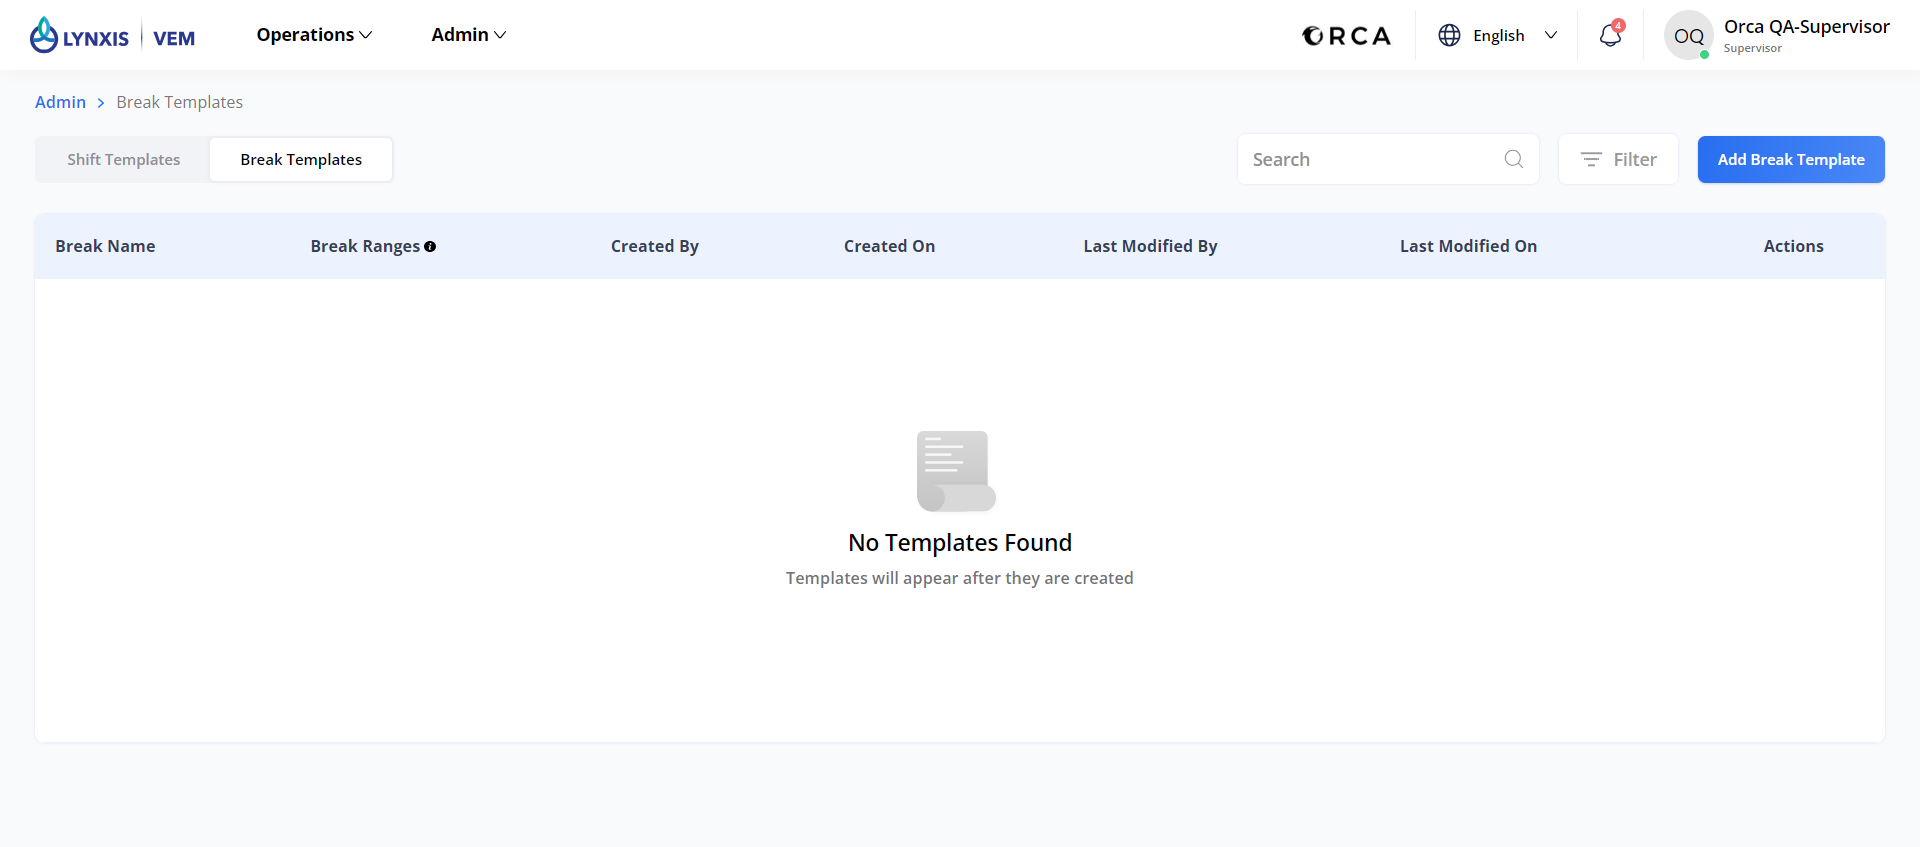 LYNXIS VEM Operations Admin ORCA English 4 OQ Orca QA-Supervisor
Supervisor
Admin > Break Templates
Shift Templates Break Templates Search Filter Add Break Template
Break Name Break Ranges i Created By Created On Last Modified By Last Modified On Actions
No Templates Found
Templates will appear after they are created